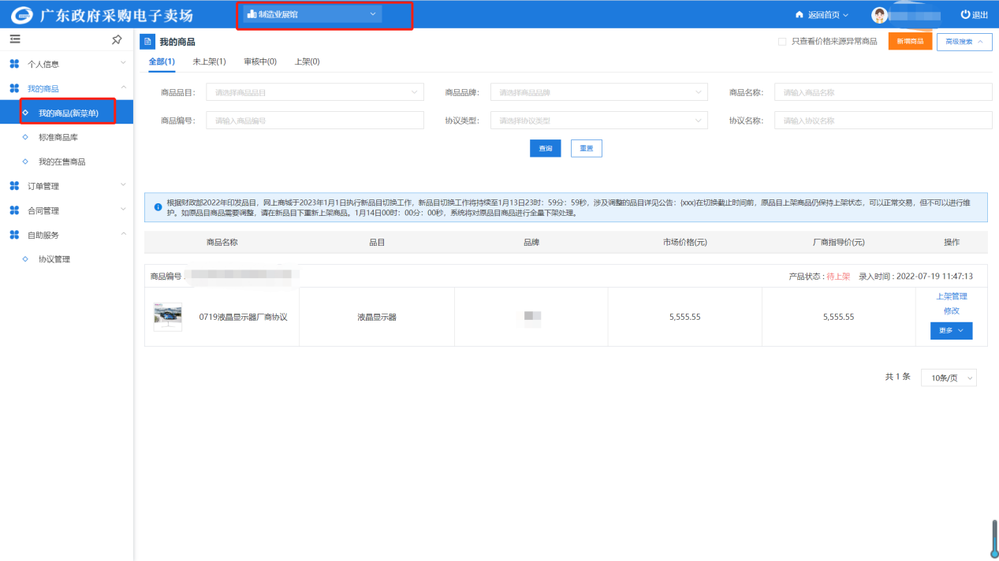 广东政府采购电子卖场
制造业展馆
返回首页
退出
个人信息
我的商品
我的商品(新菜单)
标准商品库
我的在售商品
订单管理
合同管理
自助服务
协议管理
我的商品
只查看价格来源异常商品
新增商品
高级搜索
全部(1) 未上架(1) 审核中(0) 上架(0)
商品品目: 请选择商品品目 商品品牌: 请选择商品品牌 商品名称: 请输入商品名称
商品编号: 请输入商品编号 协议类型: 请选择协议类型 协议名称: 请输入协议名称
查询 重置
根据财政部2022年印发品目，网上商城于2023年1月1日执行新品目切换工作，新品目切换工作将持续至1月13日23时：59分：59秒，涉及调整的品目详见公告：{xxx}在切换截止时间前，原品目上架商品仍保持上架状态，可以正常交易，但不可以进行维
护。如原品目商品需要调整，请在新品目下重新上架商品。1月14日00时：00分：00秒，系统将对原品目商品进行全量下架处理。
商品名称 品目 品牌 市场价格(元) 厂商指导价(元) 操作
商品编号 产品状态 : 待上架 录入时间 : 2022-07-19 11:47:13
0719液晶显示器厂商协议 液晶显示器 5,555.55 5,555.55
上架管理
修改
更多
共 1 条 10条/页